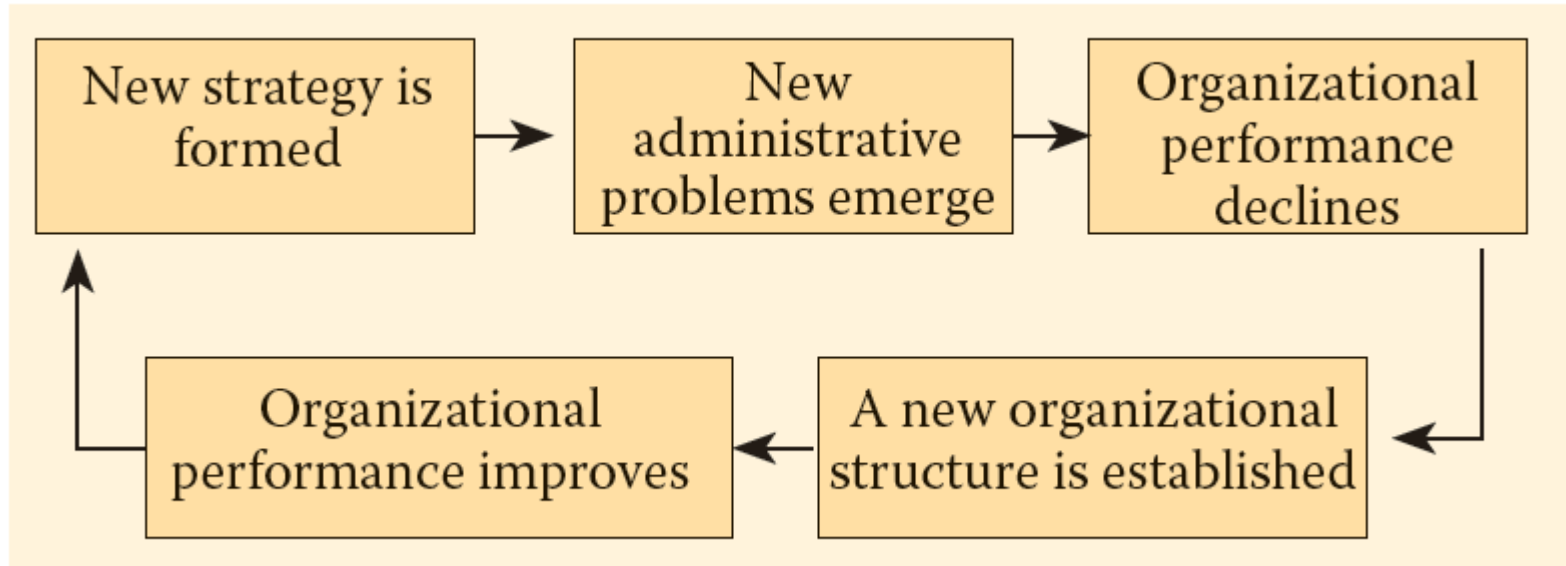 New strategy is
formed
New
administrative
problems emerge
Organizational
performance
declines
A new organizational
structure is established
Organizational
performance improves